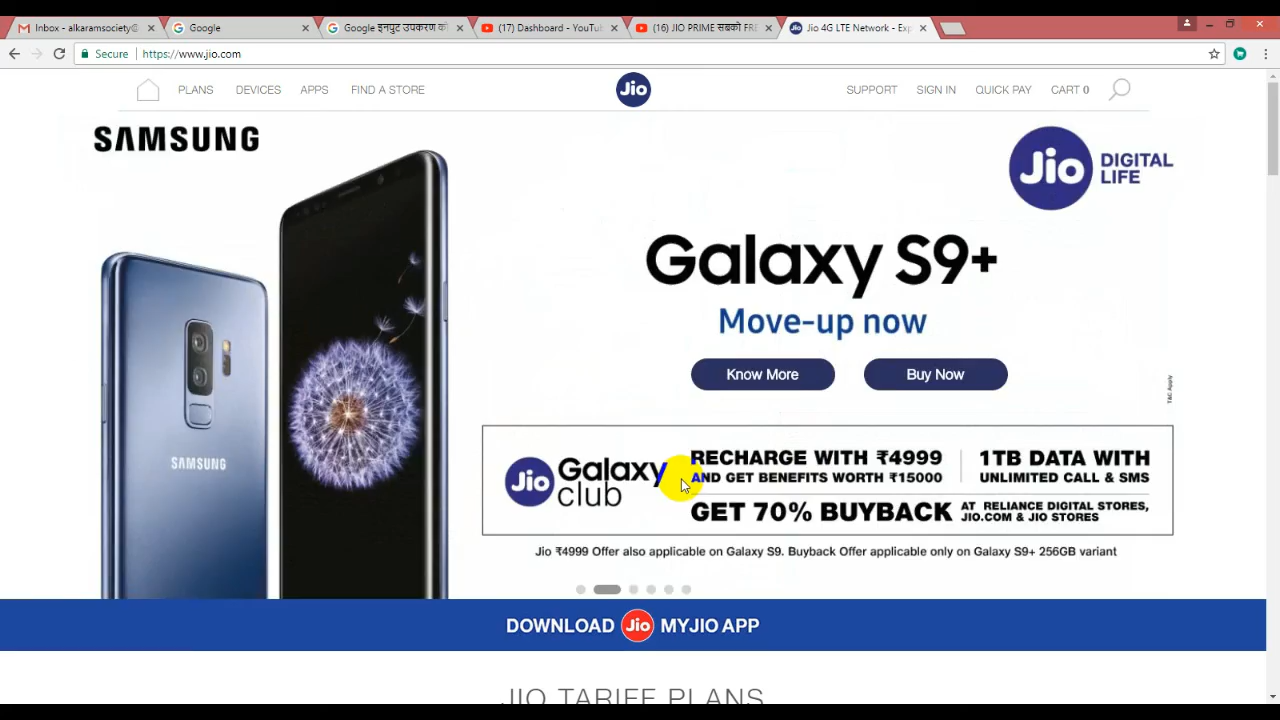 Inbox - alkaramsociety@
Google
Google इनपुट उपकरण को
(17) Dashboard - YouTu
(16) JIO PRIME सबको FRE
Jio 4G LTE Network - Exp
Secure https://www.jio.com
PLANS DEVICES APPS FIND A STORE
Jio
SUPPORT SIGN IN QUICK PAY CART 0
SAMSUNG
Jio DIGITAL
LIFE
Galaxy S9+
Move-up now
Know More
Buy Now
T&C Apply
SAMSUNG
Jio Galaxy
club
RECHARGE WITH ₹4999
AND GET BENEFITS WORTH ₹15000
1TB DATA WITH
UNLIMITED CALL & SMS
GET 70% BUYBACK
AT RELIANCE DIGITAL STORES,
JIO.COM & JIO STORES
Jio ₹4999 Offer also applicable on Galaxy S9. Buyback Offer applicable only on Galaxy S9+ 256GB variant
DOWNLOAD Jio MYJIO APP
JIO TARIFF PLANS